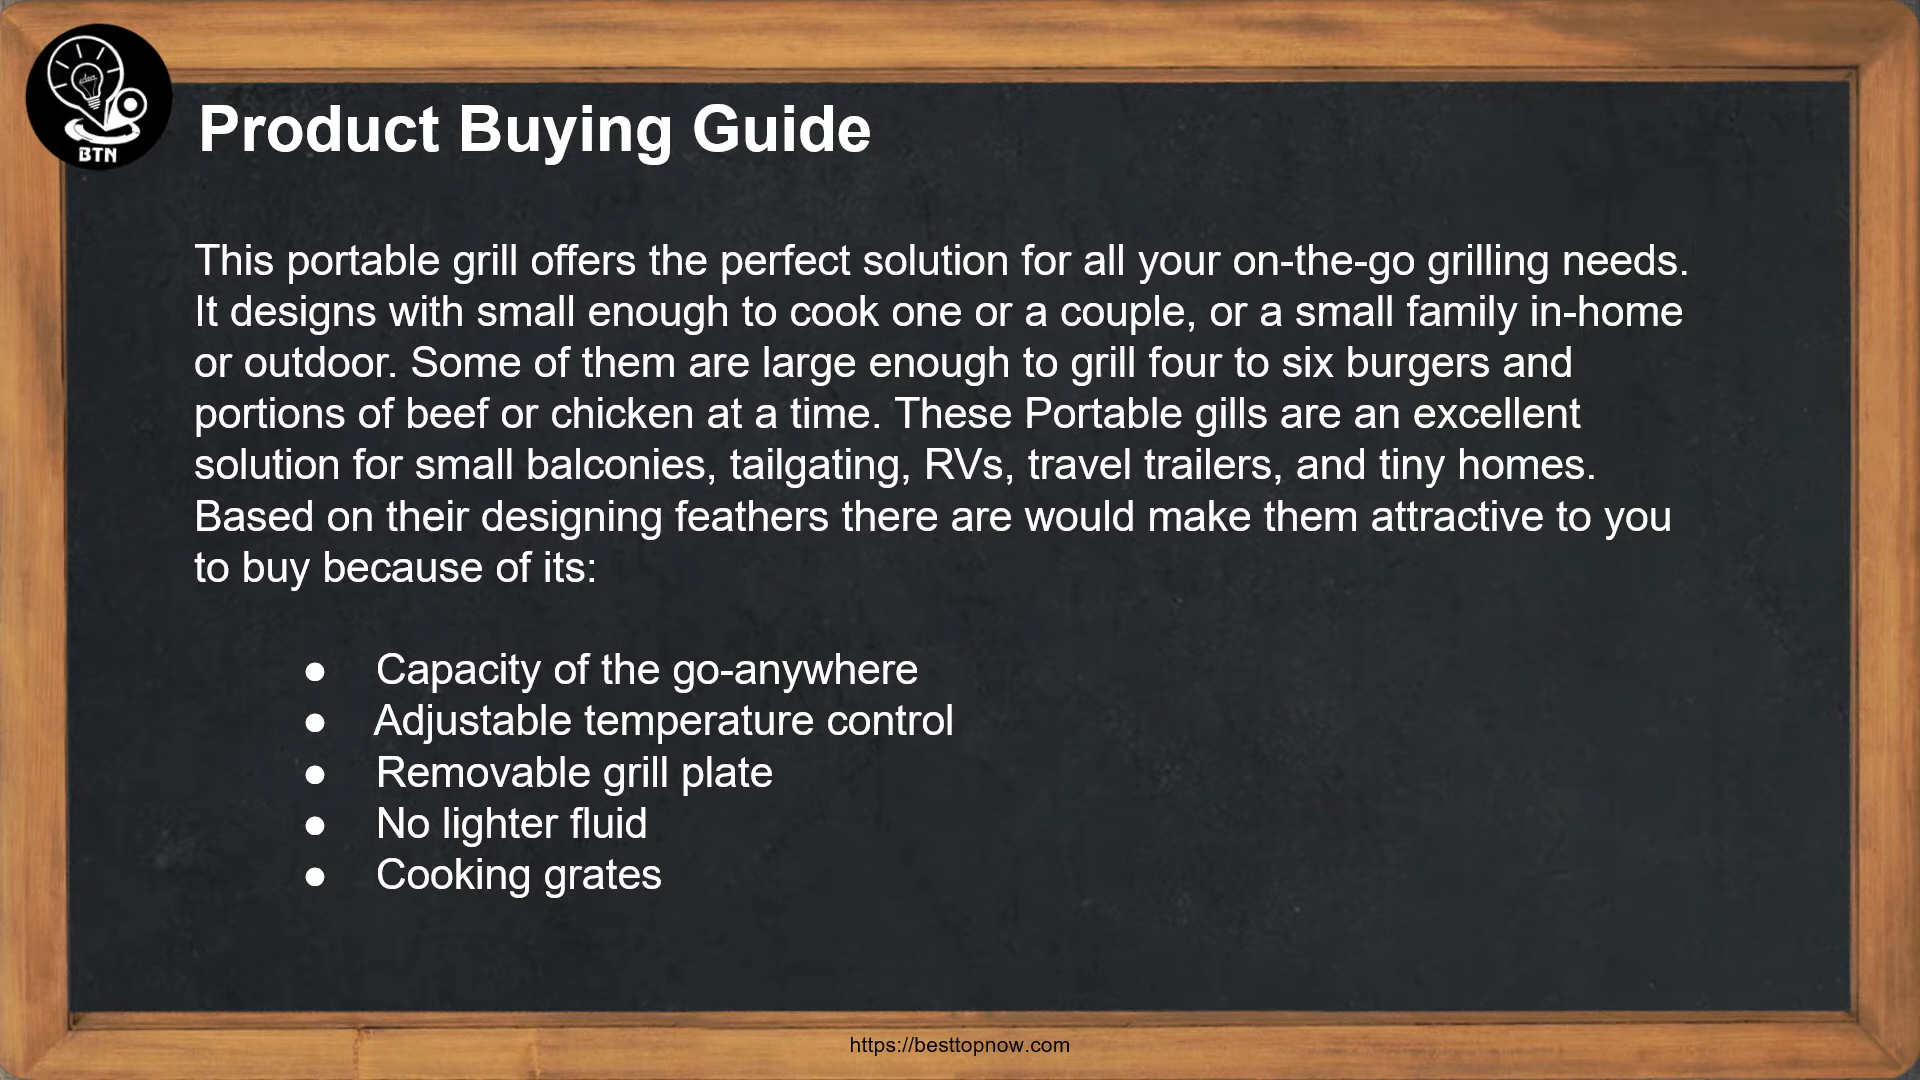 idea
BTN
Product Buying Guide
This portable grill offers the perfect solution for all your on-the-go grilling needs.
It designs with small enough to cook one or a couple, or a small family in-home
or outdoor. Some of them are large enough to grill four to six burgers and
portions of beef or chicken at a time. These Portable gills are an excellent
solution for small balconies, tailgating, RVs, travel trailers, and tiny homes.
Based on their designing feathers there are would make them attractive to you
to buy because of its:
● Capacity of the go-anywhere
● Adjustable temperature control
● Removable grill plate
● No lighter fluid
● Cooking grates
https://besttopnow.com